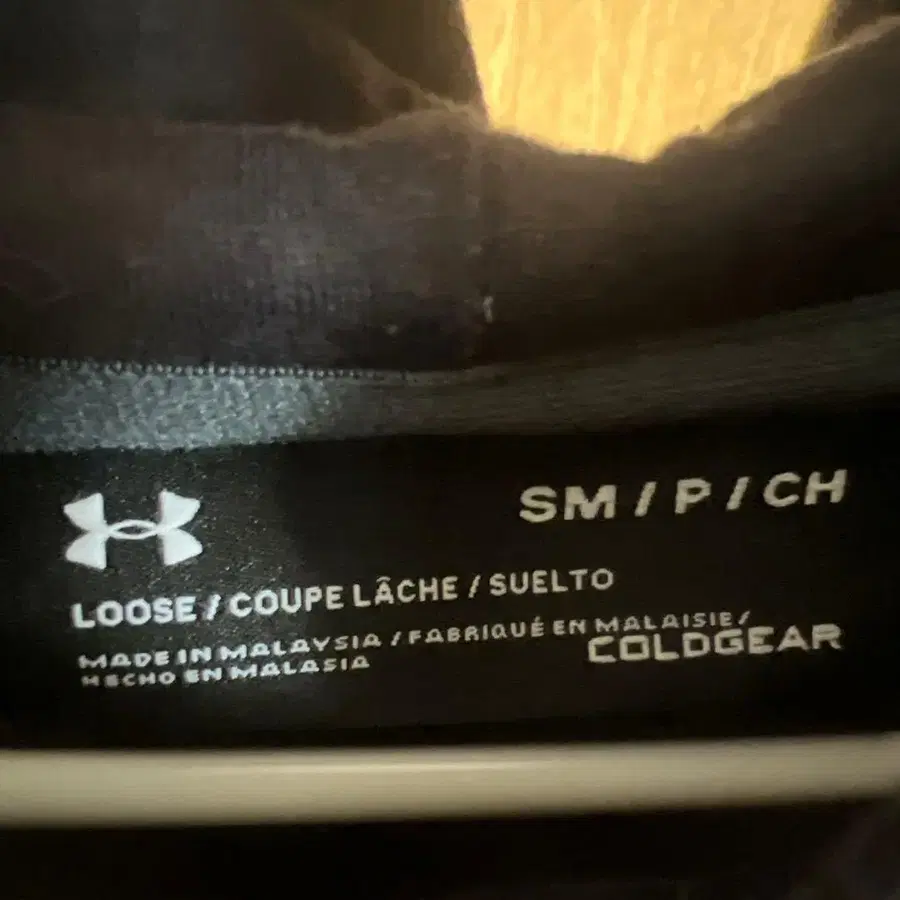 SM / P / CH
LOOSE / COUPE LÂCHE / SUELTO
MADE IN MALAYSIA / FABRIQUÉ EN MALAISIE /
HECHO EN MALASIA
COLDGEAR